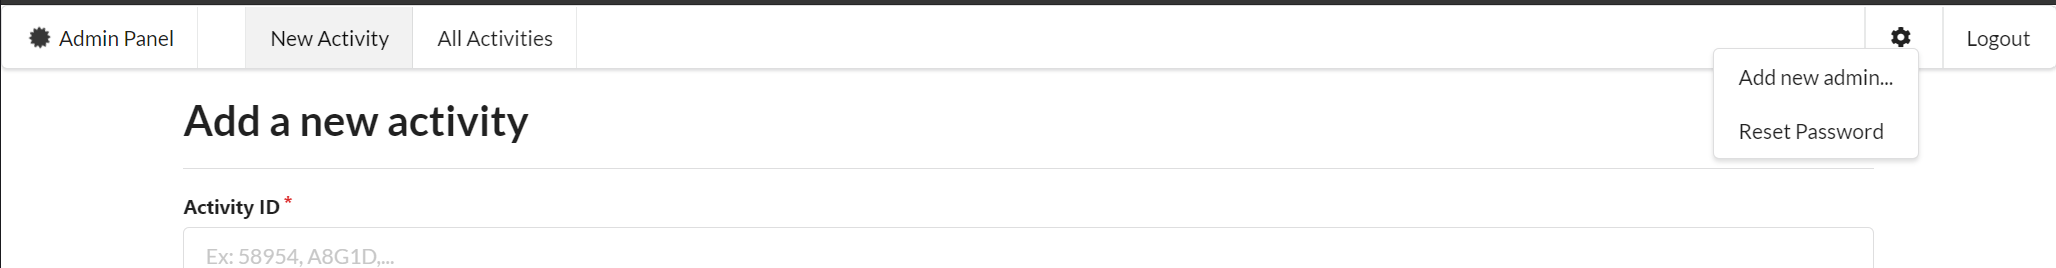 Admin Panel New Activity All Activities Logout
Add new admin...
Reset Password
Add a new activity
Activity ID *
Ex: 58954, A8G1D,...